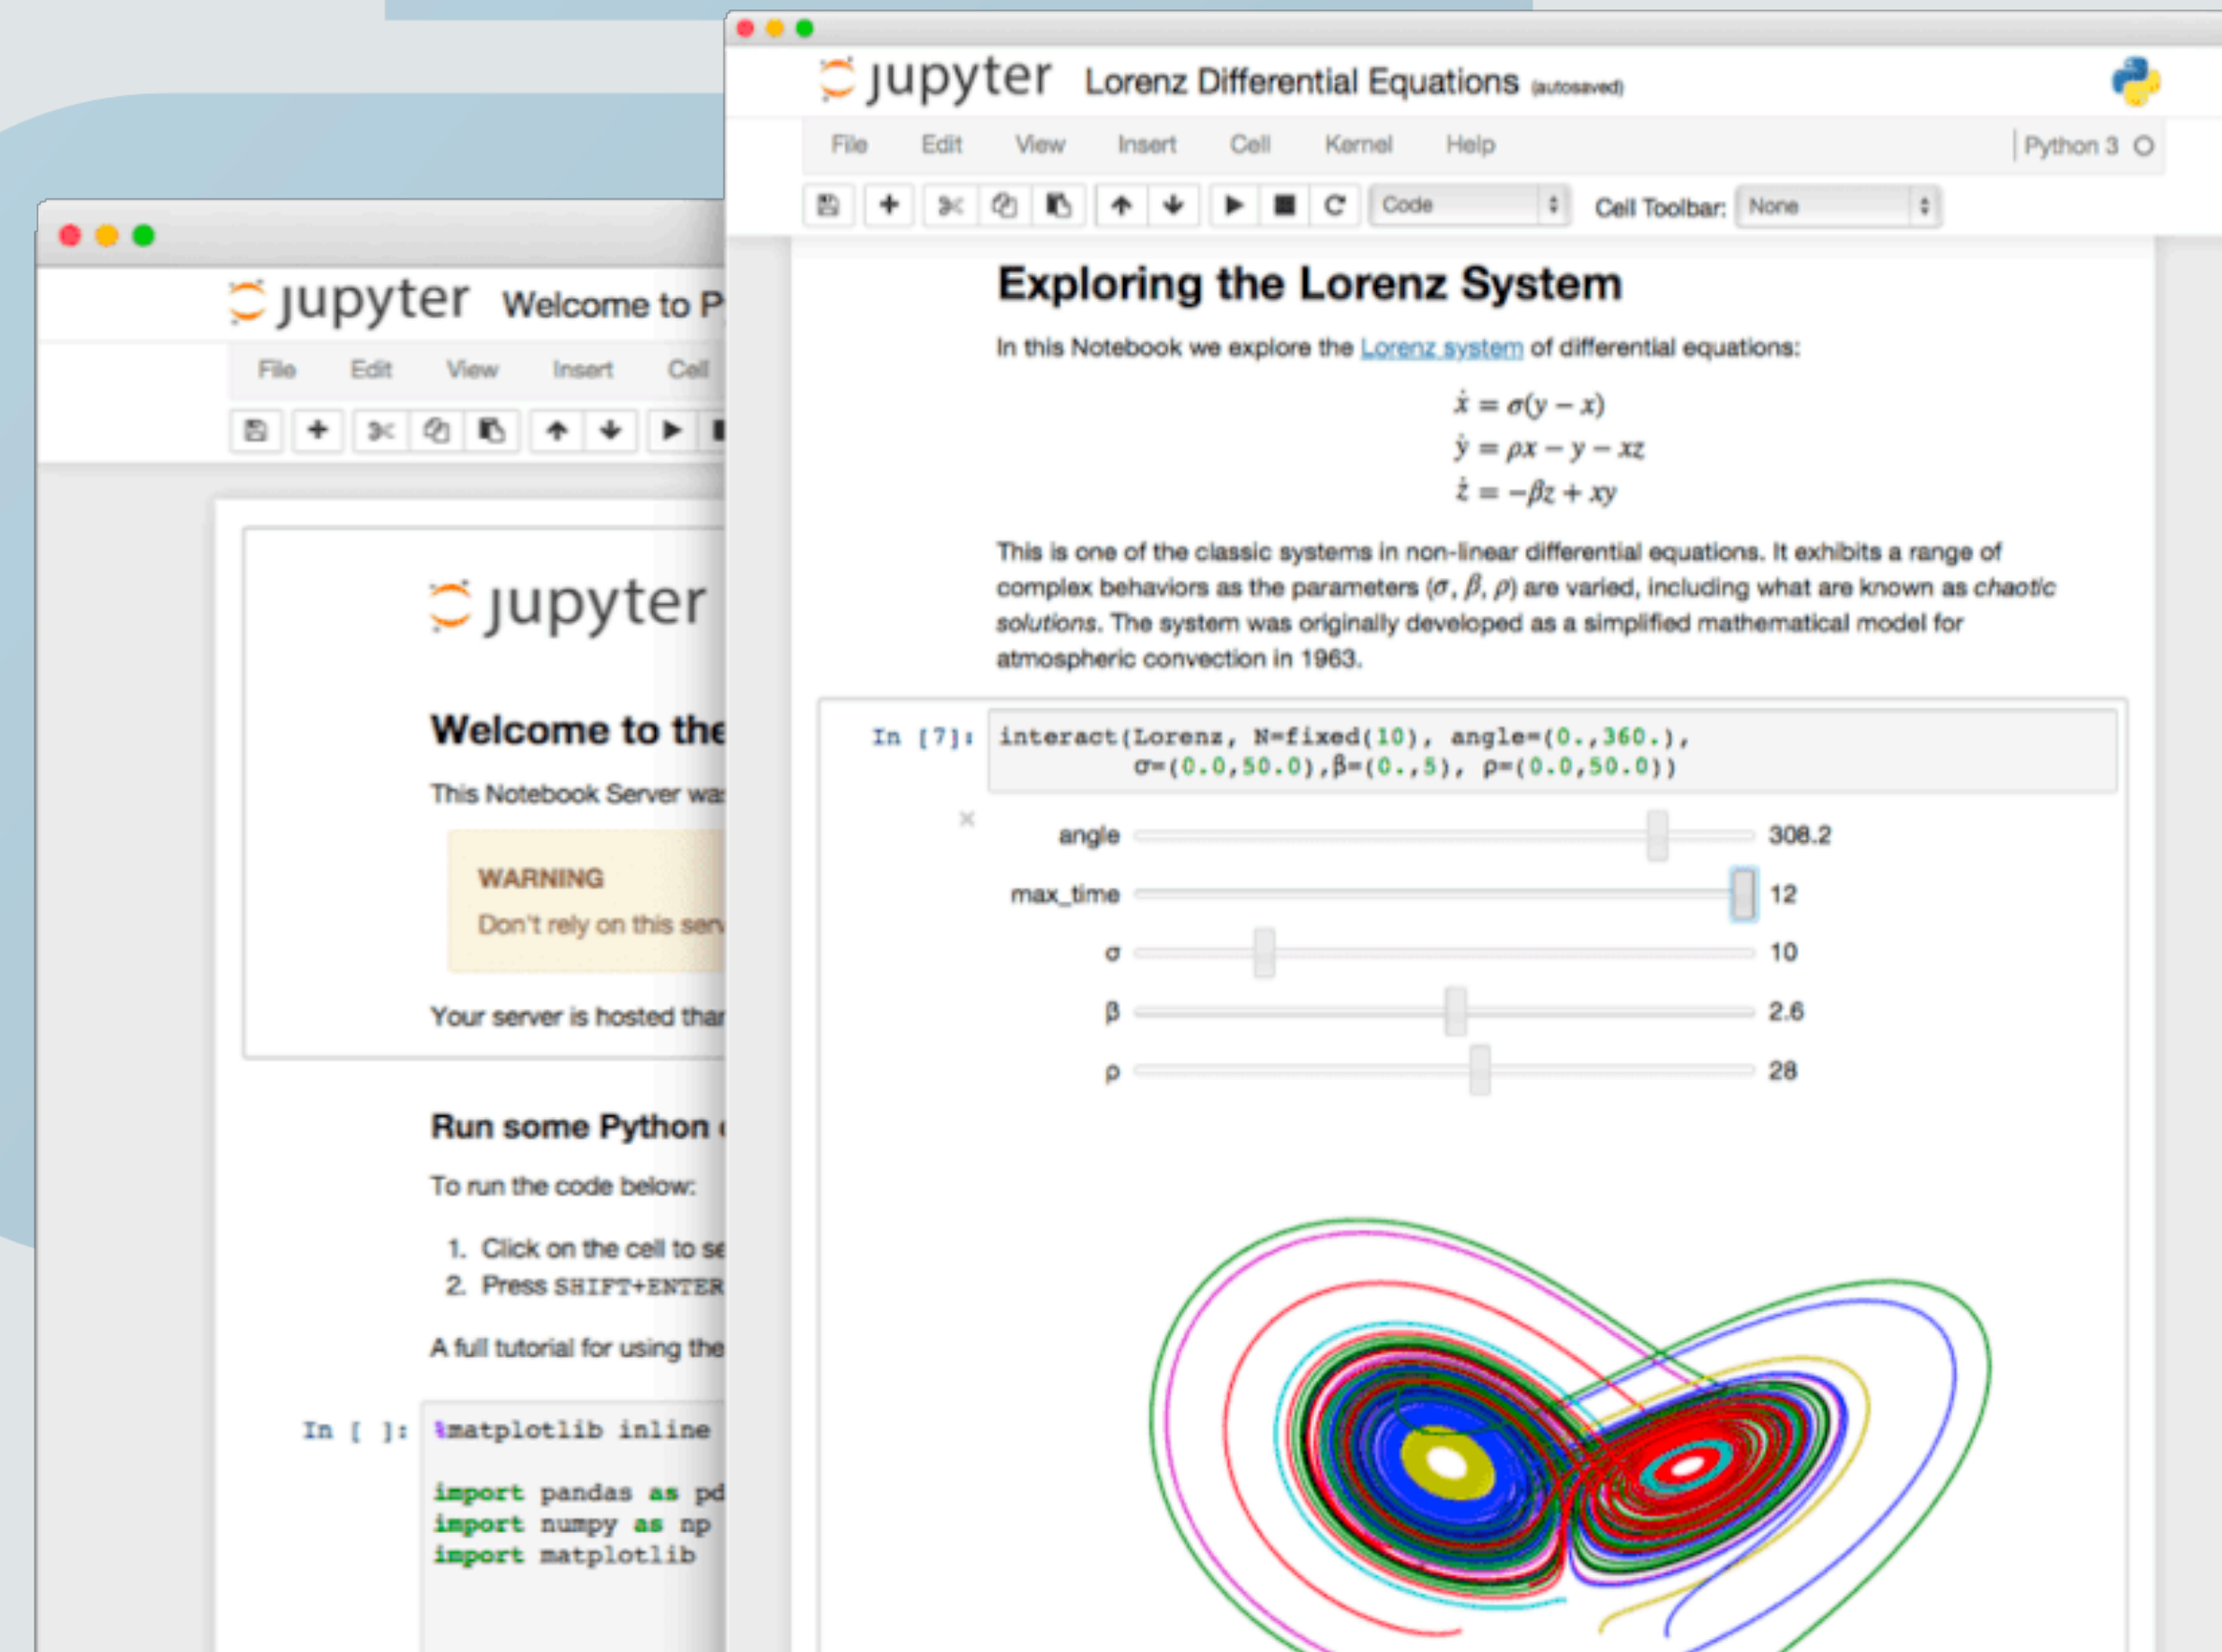 jupyter Lorenz Differential Equations (autosaved)
File Edit View Insert Cell Kernel Help Python 3
Code Cell Toolbar: None
Exploring the Lorenz System
In this Notebook we explore the Lorenz system of differential equations:
ẋ = σ(y − x)
ẏ = ρx − y − xz
ż = −βz + xy
This is one of the classic systems in non-linear differential equations. It exhibits a range of
complex behaviors as the parameters (σ, β, ρ) are varied, including what are known as chaotic
solutions. The system was originally developed as a simplified mathematical model for
atmospheric convection in 1963.
In [7]: interact(Lorenz, N=fixed(10), angle=(0.,360.),
σ=(0.0,50.0),β=(0.,5), ρ=(0.0,50.0))
angle 308.2
max_time 12
σ 10
β 2.6
ρ 28
jupyter Welcome to P
File Edit View Insert Cell
jupyter
Welcome to the
This Notebook Server was
WARNING
Don't rely on this serv
Your server is hosted than
Run some Python
To run the code below:
1. Click on the cell to se
2. Press SHIFT+ENTER
A full tutorial for using the
In [ ]: %matplotlib inline
import pandas as pd
import numpy as np
import matplotlib